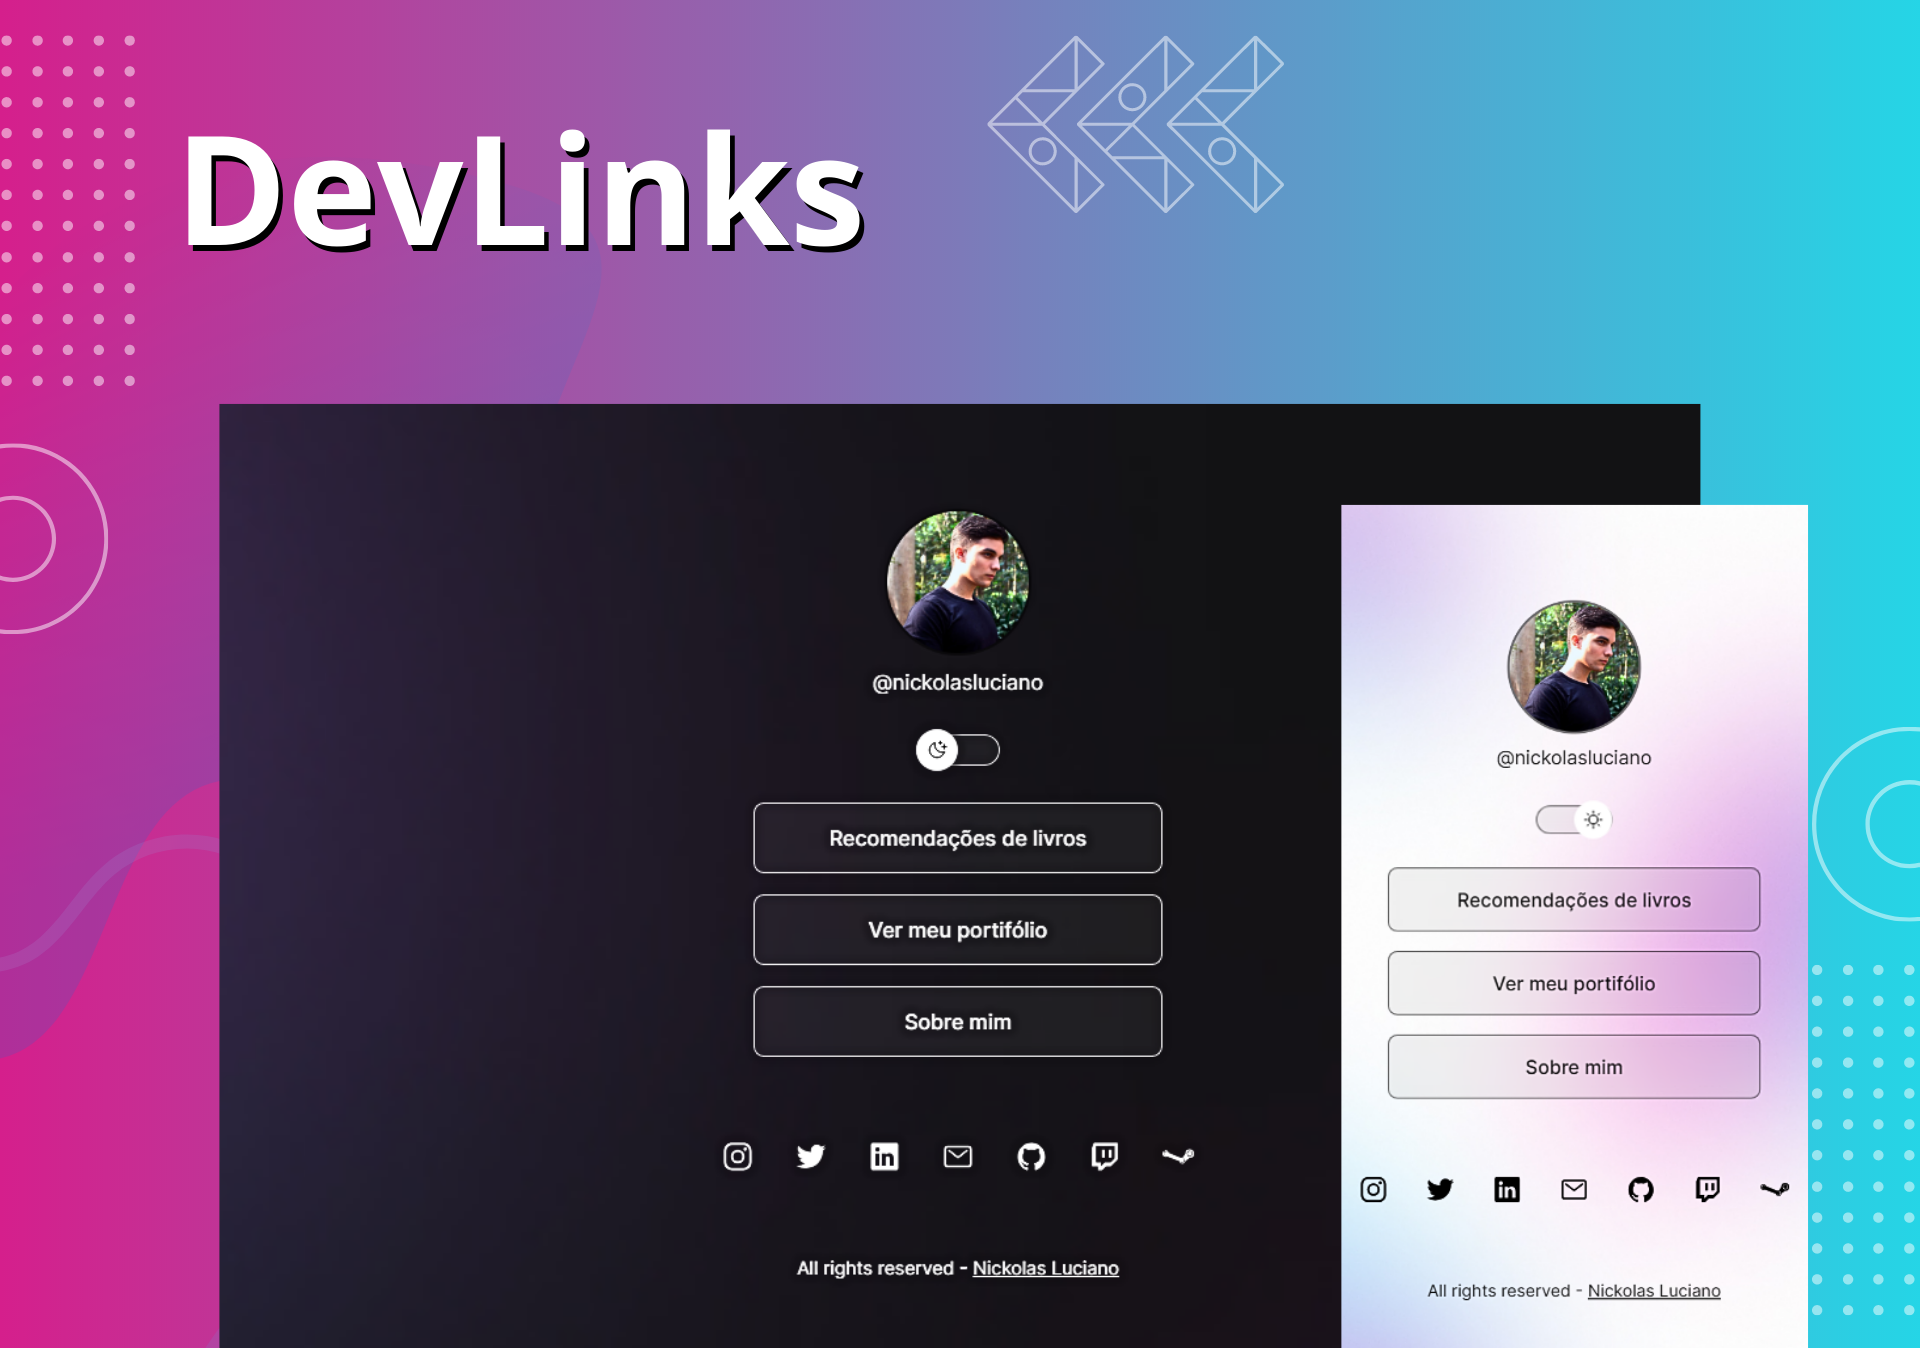 DevLinks
@nickolasluciano
Recomendações de livros
Ver meu portifólio
Sobre mim
All rights reserved - Nickolas Luciano
@nickolasluciano
Recomendações de livros
Ver meu portifólio
Sobre mim
All rights reserved - Nickolas Luciano